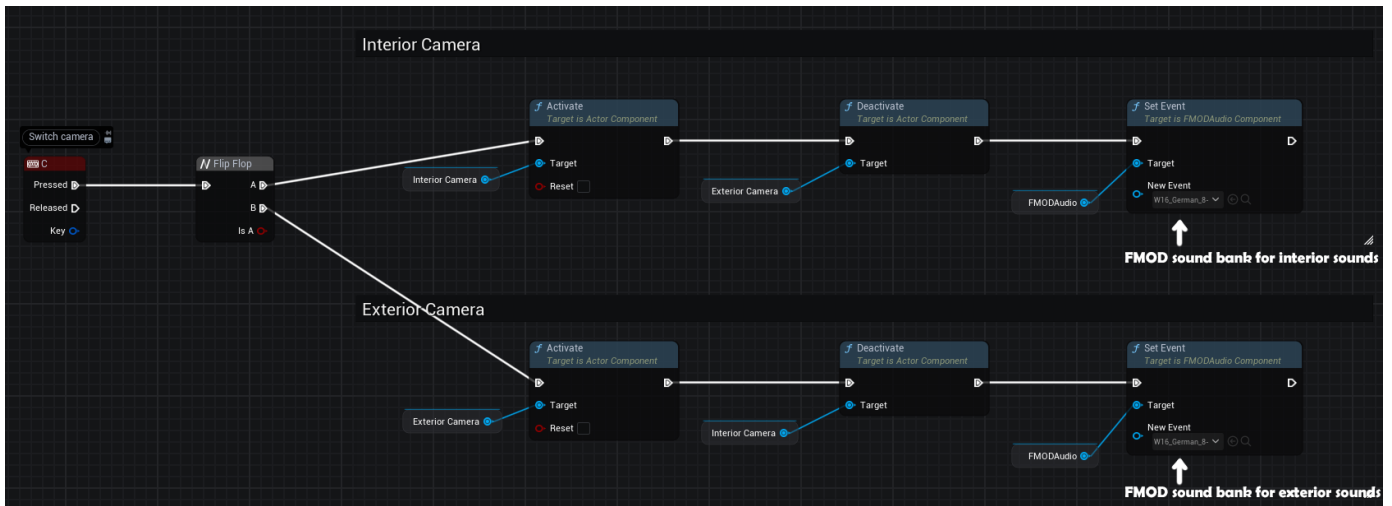 Interior Camera
Switch camera
C
Pressed
Released
Key
Flip Flop
A
B
Is A
Activate
Target is Actor Component
Target
Reset
Interior Camera
Deactivate
Target is Actor Component
Target
Exterior Camera
Set Event
Target is FMODAudio Component
Target
New Event
W16_German_8-
FMODAudio
FMOD sound bank for interior sounds
Exterior Camera
Activate
Target is Actor Component
Target
Reset
Exterior Camera
Deactivate
Target is Actor Component
Target
Interior Camera
Set Event
Target is FMODAudio Component
Target
New Event
W16_German_8-
FMODAudio
FMOD sound bank for exterior sounds